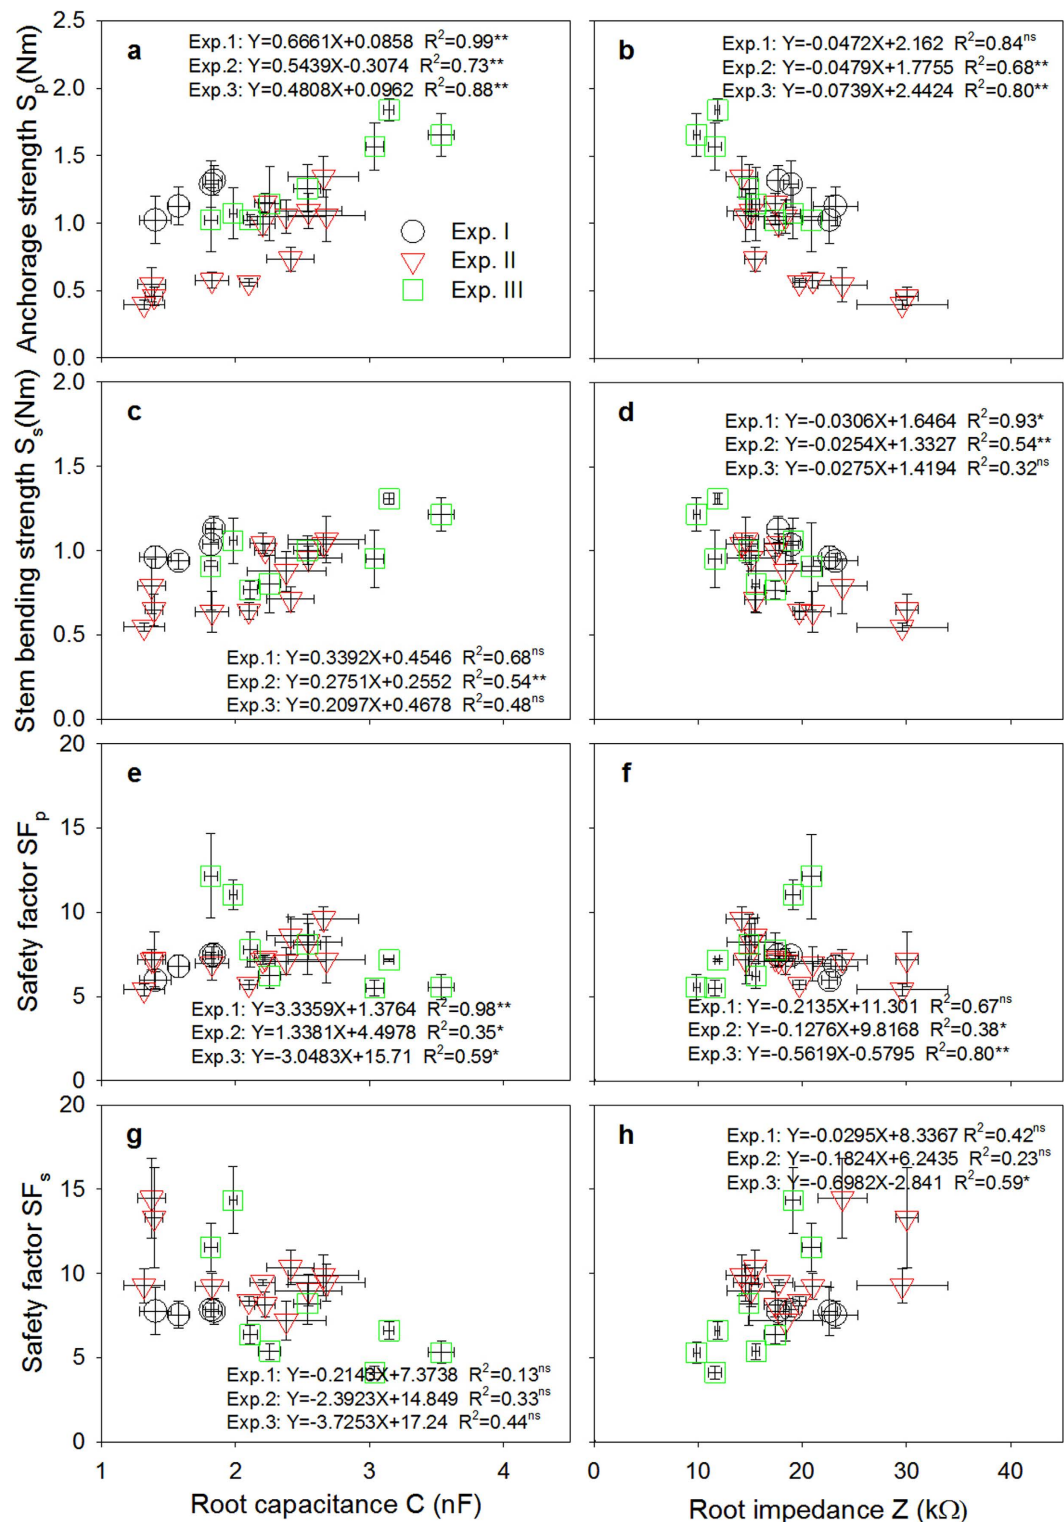 a
Exp.1: Y=0.6661X+0.0858 R²=0.99**
Exp.2: Y=0.5439X-0.3074 R²=0.73**
Exp.3: Y=0.4808X+0.0962 R²=0.88**
Exp. I
Exp. II
Exp. III
Anchorage strength Sp(Nm)
2.5
2.0
1.5
1.0
0.5
0.0
b
Exp.1: Y=-0.0472X+2.162 R²=0.84ns
Exp.2: Y=-0.0479X+1.7755 R²=0.68**
Exp.3: Y=-0.0739X+2.4424 R²=0.80**
c
Stem bending strength Ss(Nm)
2.0
1.5
1.0
0.5
0.0
Exp.1: Y=0.3392X+0.4546 R²=0.68ns
Exp.2: Y=0.2751X+0.2552 R²=0.54**
Exp.3: Y=0.2097X+0.4678 R²=0.48ns
d
Exp.1: Y=-0.0306X+1.6464 R²=0.93*
Exp.2: Y=-0.0254X+1.3327 R²=0.54**
Exp.3: Y=-0.0275X+1.4194 R²=0.32ns
e
Safety factor SFp
20
15
10
5
0
Exp.1: Y=3.3359X+1.3764 R²=0.98**
Exp.2: Y=1.3381X+4.4978 R²=0.35*
Exp.3: Y=-3.0483X+15.71 R²=0.59*
f
Exp.1: Y=-0.2135X+11.301 R²=0.67ns
Exp.2: Y=-0.1276X+9.8168 R²=0.38*
Exp.3: Y=-0.5619X-0.5795 R²=0.80**
g
Safety factor SFs
20
15
10
5
0
Exp.1: Y=-0.2143X+7.3738 R²=0.13ns
Exp.2: Y=-2.3923X+14.849 R²=0.33ns
Exp.3: Y=-3.7253X+17.24 R²=0.44ns
1 2 3 4
Root capacitance C (nF)
h
Exp.1: Y=-0.0295X+8.3367 R²=0.42ns
Exp.2: Y=-0.1824X+6.2435 R²=0.23ns
Exp.3: Y=-0.6982X-2.841 R²=0.59*
0 10 20 30 40
Root impedance Z (kΩ)